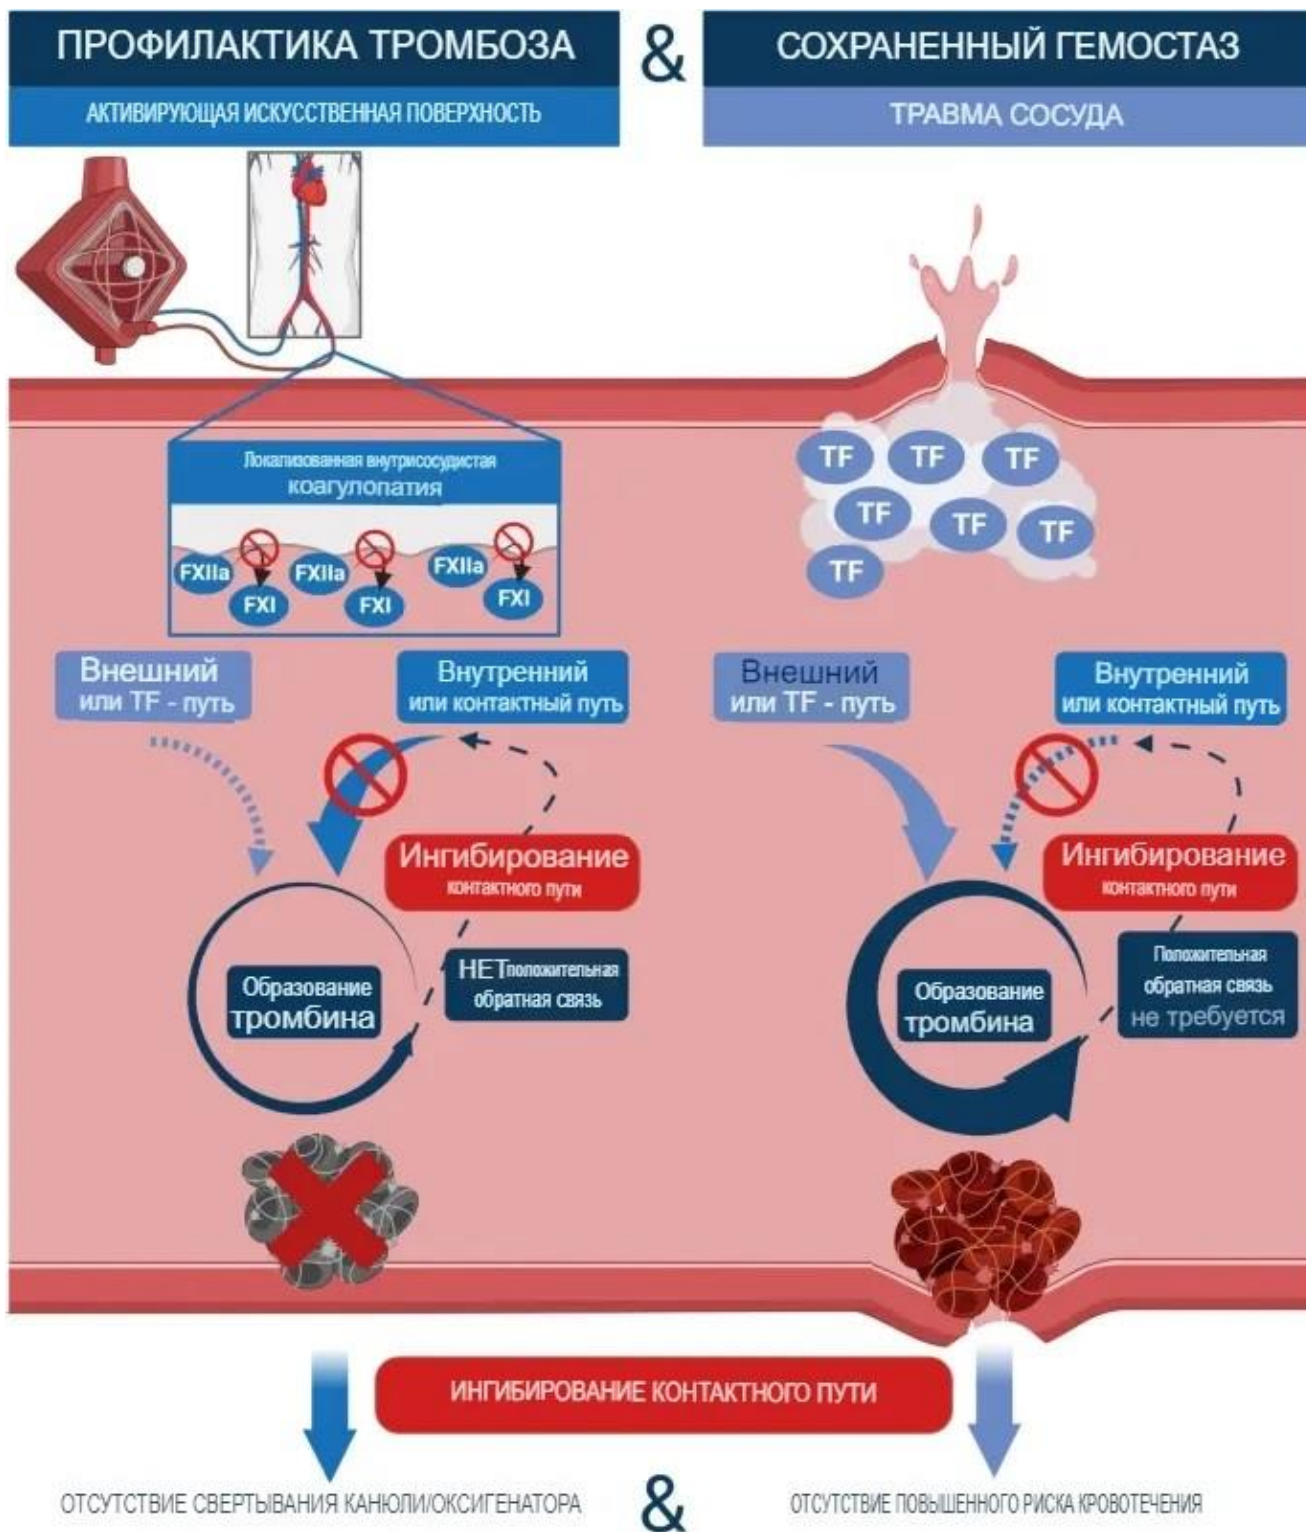 ПРОФИЛАКТИКА ТРОМБОЗА
&
СОХРАНЕННЫЙ ГЕМОСТАЗ
АКТИВИРУЮЩАЯ ИСКУССТВЕННАЯ ПОВЕРХНОСТЬ
ТРАВМА СОСУДА
Локализованная внутрисосудистая
коагулопатия
FXIIa
FXIIa
FXIIa
FXI
FXI
FXI
TF
TF
TF
TF
TF
TF
TF
Внешний
или TF - путь
Внутренний
или контактный путь
Ингибирование
контактного пути
НЕТ положительная
обратная связь
Образование
тромбина
Внешний
или TF - путь
Внутренний
или контактный путь
Ингибирование
контактного пути
Положительная
обратная связь
не требуется
Образование
тромбина
ИНГИБИРОВАНИЕ КОНТАКТНОГО ПУТИ
ОТСУТСТВИЕ СВЕРТЫВАНИЯ КАНЮЛИ/ОКСИГЕНАТОРА
&
ОТСУТСТВИЕ ПОВЫШЕННОГО РИСКА КРОВОТЕЧЕНИЯ